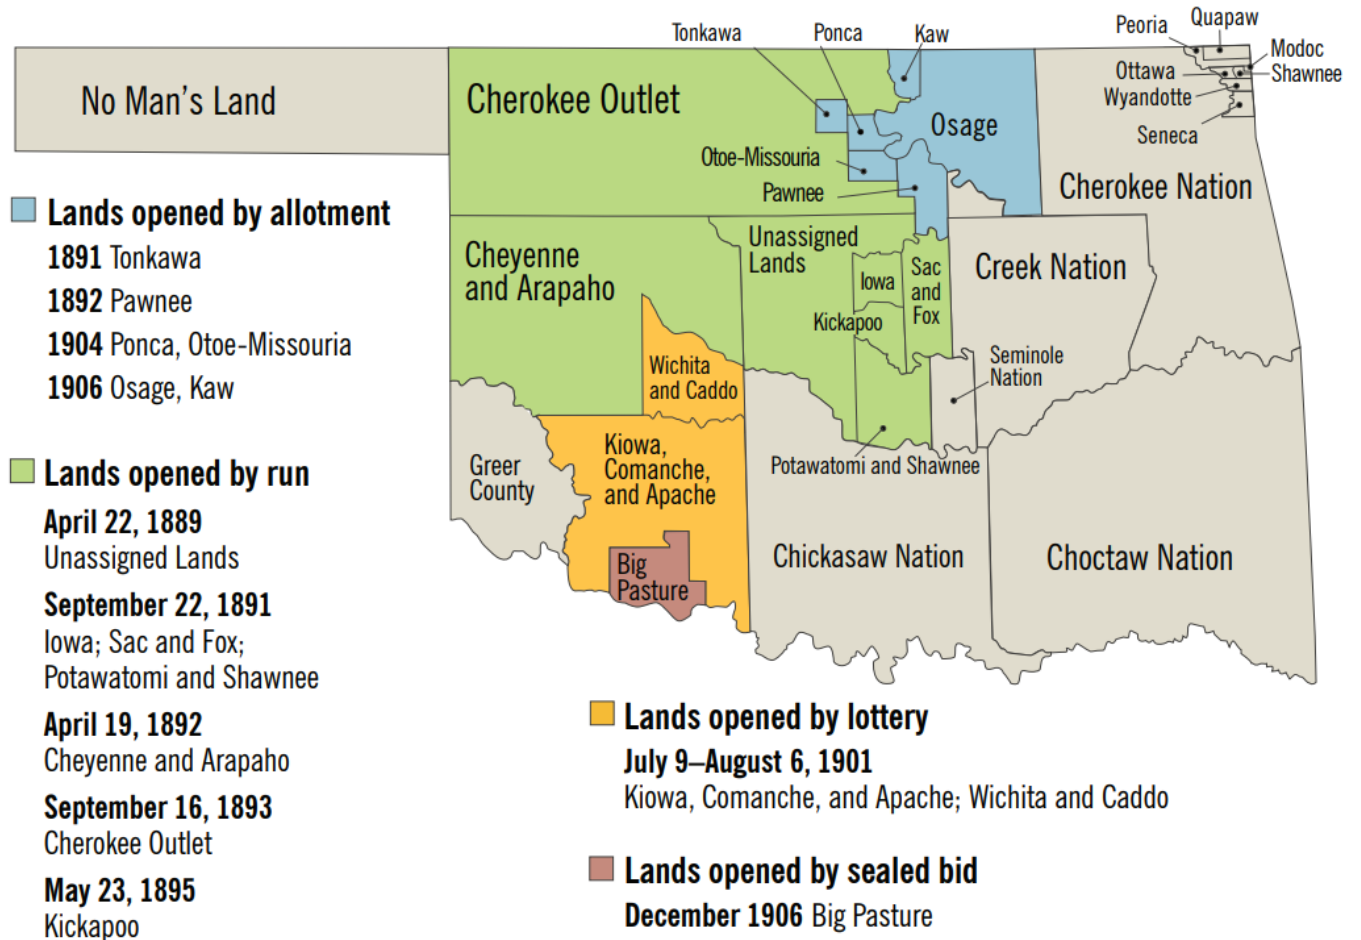 Tonkawa
Ponca
Kaw
Peoria
Quapaw
Modoc
Shawnee
Ottawa
Wyandotte
Seneca
No Man's Land
Cherokee Outlet
Osage
Otoe-Missouria
Pawnee
Cherokee Nation
Cheyenne
and Arapaho
Unassigned
Lands
Iowa
Sac
and
Fox
Creek Nation
Kickapoo
Wichita
and Caddo
Seminole
Nation
Greer
County
Kiowa,
Comanche,
and Apache
Potawatomi and Shawnee
Big
Pasture
Chickasaw Nation
Choctaw Nation
Lands opened by allotment
1891 Tonkawa
1892 Pawnee
1904 Ponca, Otoe-Missouria
1906 Osage, Kaw
Lands opened by run
April 22, 1889
Unassigned Lands
September 22, 1891
Iowa; Sac and Fox;
Potawatomi and Shawnee
April 19, 1892
Cheyenne and Arapaho
September 16, 1893
Cherokee Outlet
May 23, 1895
Kickapoo
Lands opened by lottery
July 9–August 6, 1901
Kiowa, Comanche, and Apache; Wichita and Caddo
Lands opened by sealed bid
December 1906 Big Pasture